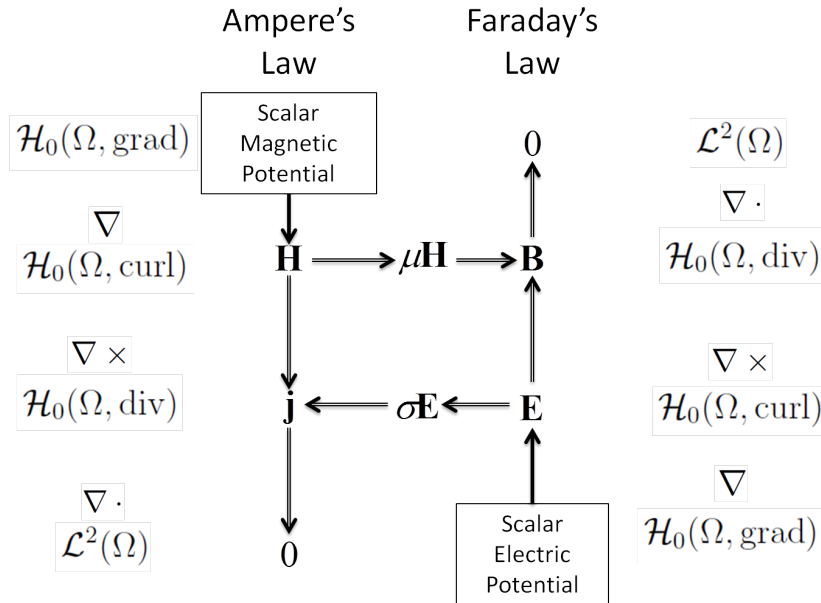 Ampere's
Law
Faraday's
Law
Scalar
Magnetic
Potential
0
ℋ₀(Ω, grad)
ℒ²(Ω)
∇
∇ ·
ℋ₀(Ω, curl)
H
μH
B
ℋ₀(Ω, div)
∇ ×
∇ ×
ℋ₀(Ω, div)
j
σE
E
ℋ₀(Ω, curl)
∇ ·
∇
ℒ²(Ω)
0
Scalar
Electric
Potential
ℋ₀(Ω, grad)